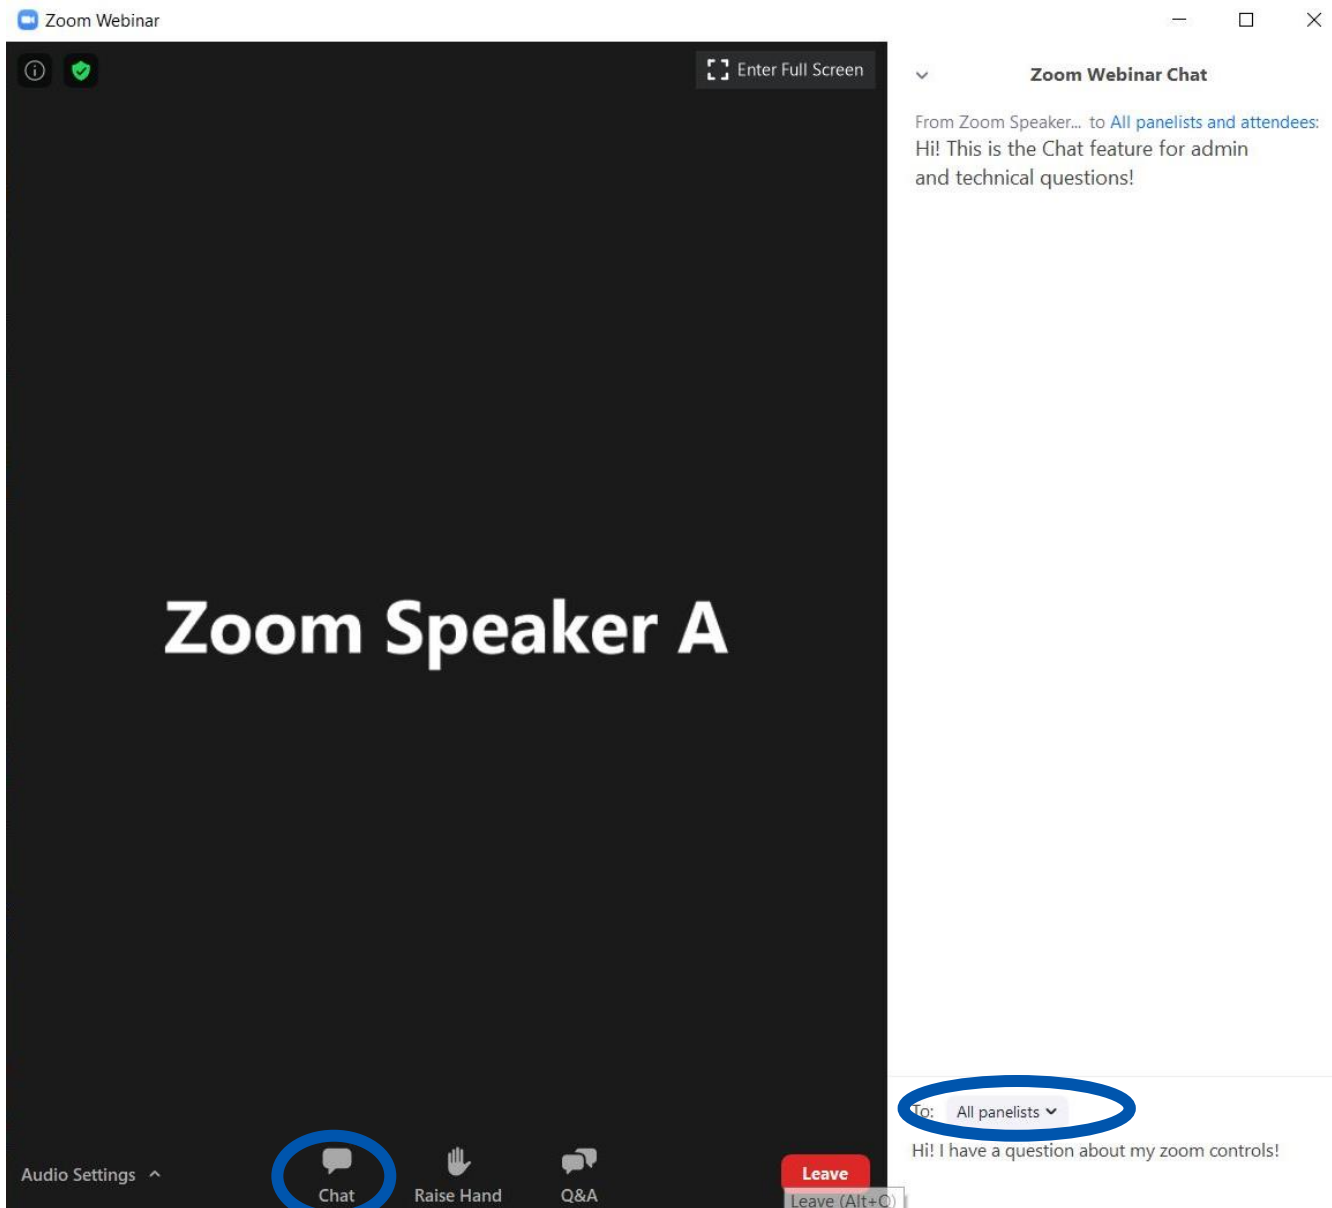 Zoom Webinar
Enter Full Screen
Zoom Speaker A
Audio Settings
Chat
Raise Hand
Q&A
Leave
Leave (Alt+Q)
Zoom Webinar Chat
From Zoom Speaker... to All panelists and attendees:
Hi! This is the Chat feature for admin
and technical questions!
To: All panelists
Hi! I have a question about my zoom controls!